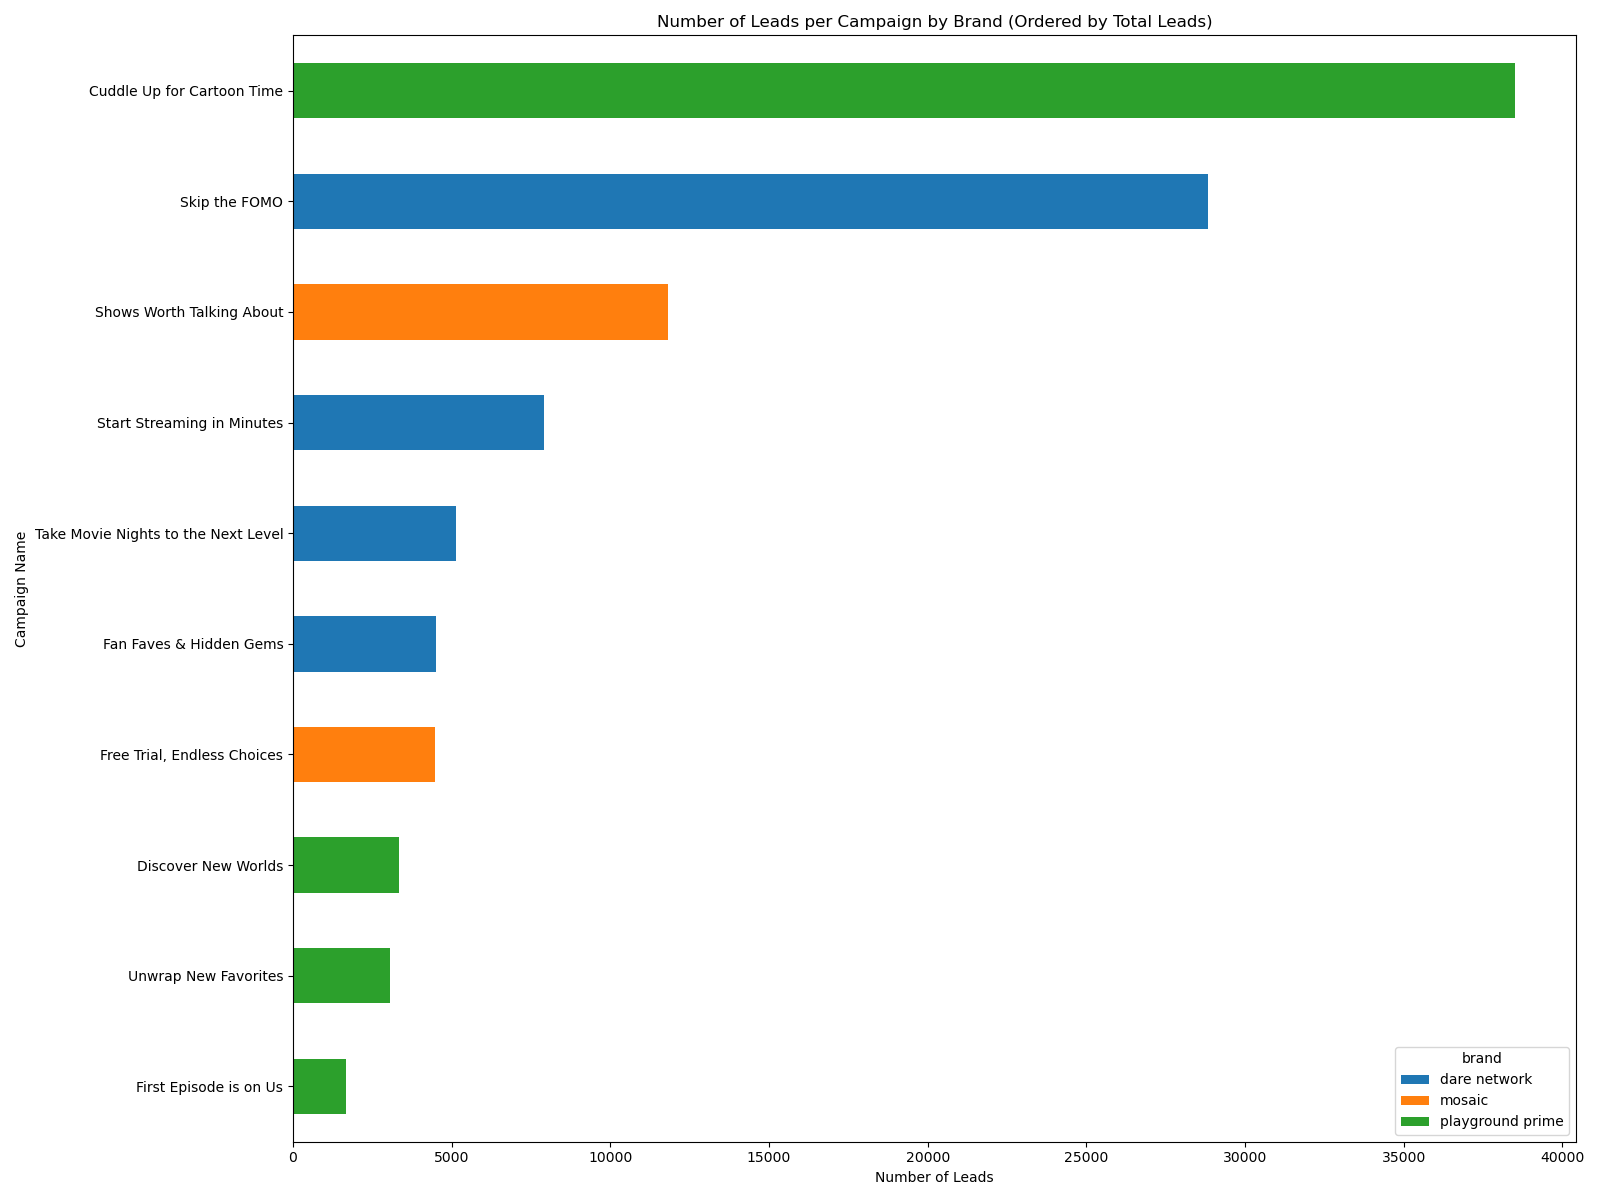 Number of Leads per Campaign by Brand (Ordered by Total Leads)
Campaign Name
Cuddle Up for Cartoon Time
Skip the FOMO
Shows Worth Talking About
Start Streaming in Minutes
Take Movie Nights to the Next Level
Fan Faves & Hidden Gems
Free Trial, Endless Choices
Discover New Worlds
Unwrap New Favorites
First Episode is on Us
brand
dare network
mosaic
playground prime
0 5000 10000 15000 20000 25000 30000 35000 40000
Number of Leads